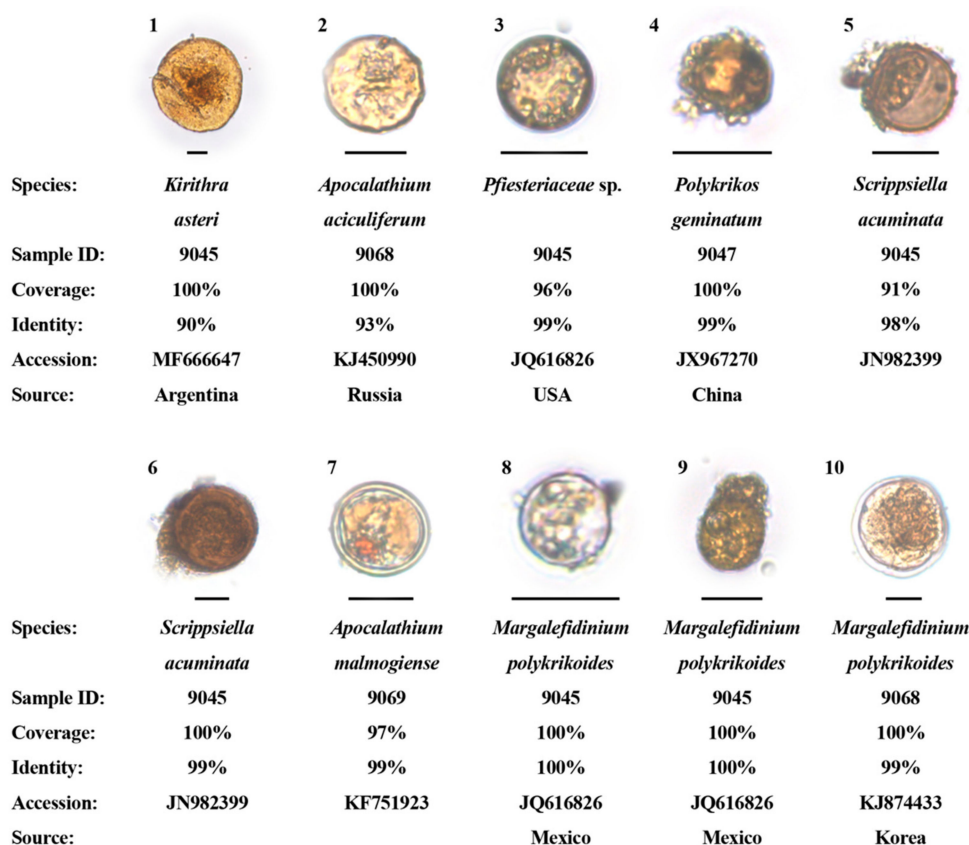 1 2 3 4 5
Species: Kirithra Apocalathium Pfiesteriaceae sp. Polykrikos Scrippsiella
asteri aciculiferum geminatum acuminata
Sample ID: 9045 9068 9045 9047 9045
Coverage: 100% 100% 96% 100% 91%
Identity: 90% 93% 99% 99% 98%
Accession: MF666647 KJ450990 JQ616826 JX967270 JN982399
Source: Argentina Russia USA China
6 7 8 9 10
Species: Scrippsiella Apocalathium Margalefidinium Margalefidinium Margalefidinium
acuminata malmogiense polykrikoides polykrikoides polykrikoides
Sample ID: 9045 9069 9045 9045 9068
Coverage: 100% 97% 100% 100% 100%
Identity: 99% 99% 100% 100% 99%
Accession: JN982399 KF751923 JQ616826 JQ616826 KJ874433
Source: Mexico Mexico Korea